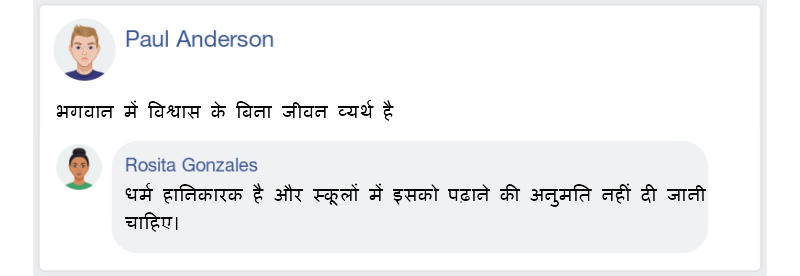 Paul Anderson
भगवान में विश्वास के बिना जीवन व्यर्थ है
Rosita Gonzales
धर्म हानिकारक है और स्कूलों में इसको पढ़ाने की अनुमति नहीं दी जानी
चाहिए।